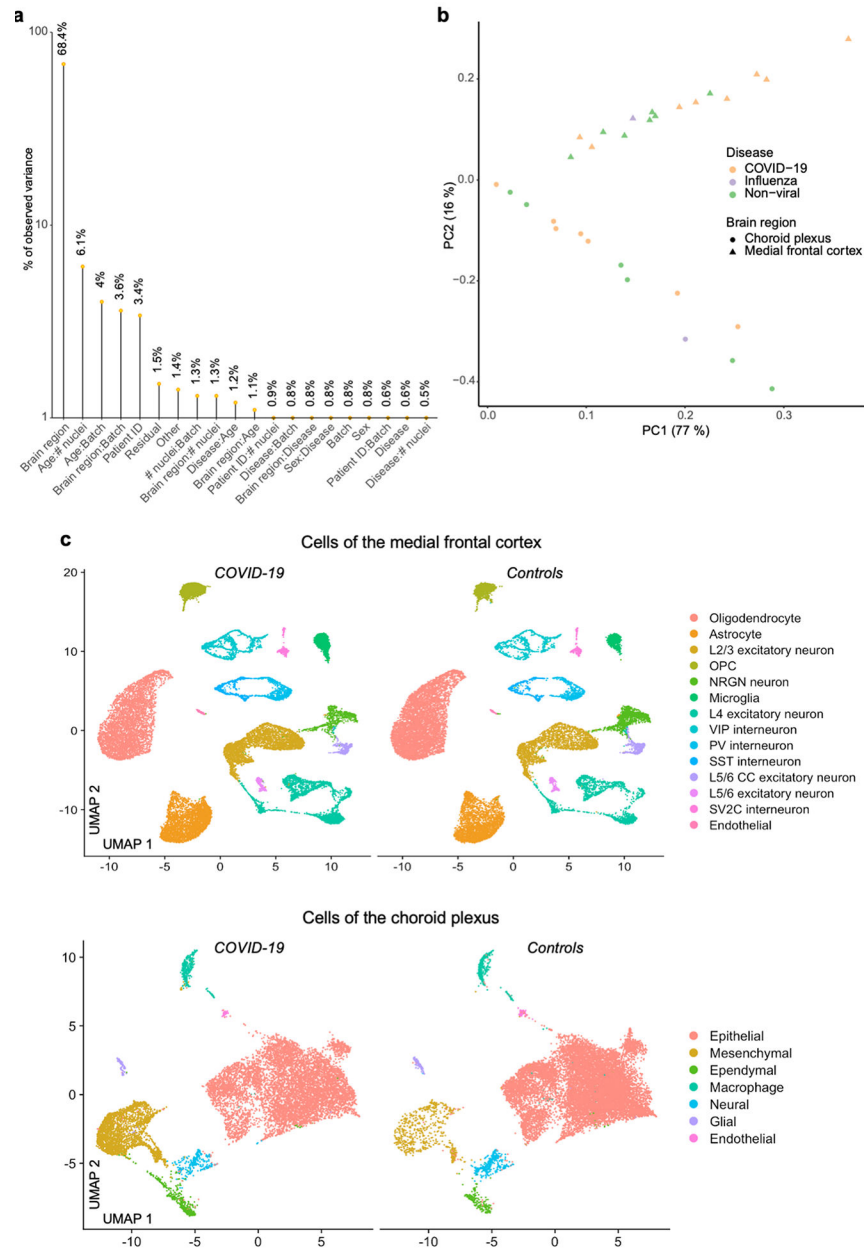 a
% of observed variance
100
10
1
68.4%
6.1%
4%
3.6%
3.4%
1.5%
1.4%
1.3%
1.3%
1.2%
1.1%
0.9%
0.8%
0.8%
0.8%
0.8%
0.8%
0.6%
0.6%
0.5%
Brain region
Age:# nuclei
Age:Batch
Brain region:Batch
Patient ID
Residual
Other
# nuclei:Batch
Brain region:# nuclei
Disease:Age
Brain region:Age
Patient ID:# nuclei
Disease:Batch
Brain region:Disease
Sex:Disease
Batch
Sex
Patient ID:Batch
Disease
Disease:# nuclei
b
PC2 (16 %)
0.2
0.0
−0.2
−0.4
0.0 0.1 0.2 0.3
PC1 (77 %)
Disease
COVID−19
Influenza
Non−viral
Brain region
Choroid plexus
Medial frontal cortex
c
Cells of the medial frontal cortex
COVID-19 Controls
20
10
0
-10
UMAP 2
UMAP 1
-10 -5 0 5 10 -10 -5 0 5 10
Oligodendrocyte
Astrocyte
L2/3 excitatory neuron
OPC
NRGN neuron
Microglia
L4 excitatory neuron
VIP interneuron
PV interneuron
SST interneuron
L5/6 CC excitatory neuron
L5/6 excitatory neuron
SV2C interneuron
Endothelial
Cells of the choroid plexus
COVID-19 Controls
10
5
0
-5
UMAP 2
UMAP 1
-10 -5 0 5 -10 -5 0 5
Epithelial
Mesenchymal
Ependymal
Macrophage
Neural
Glial
Endothelial